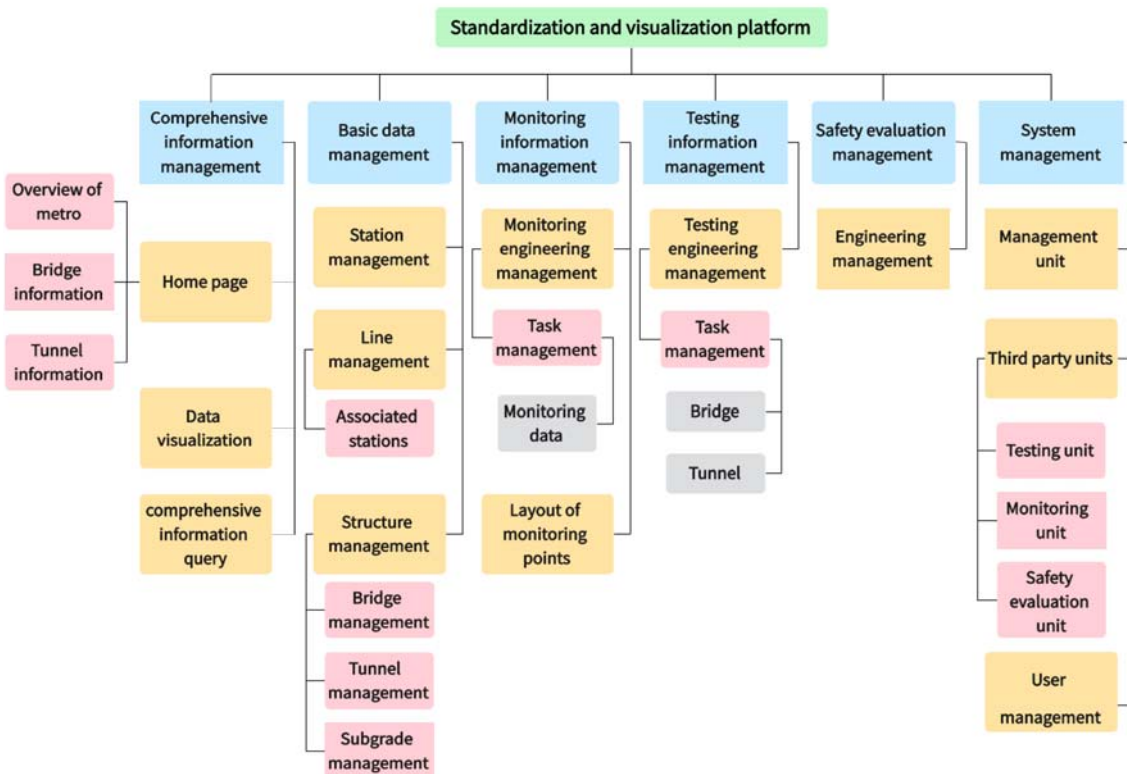 Standardization and visualization platform
Comprehensive
information
management
Basic data
management
Monitoring
information
management
Testing
information
management
Safety evaluation
management
System
management
Overview of
metro
Bridge
information
Tunnel
information
Home page
Data
visualization
comprehensive
information
query
Station
management
Line
management
Associated
stations
Structure
management
Bridge
management
Tunnel
management
Subgrade
management
Monitoring
engineering
management
Task
management
Monitoring
data
Layout of
monitoring
points
Testing
engineering
management
Task
management
Bridge
Tunnel
Engineering
management
Management
unit
Third party units
Testing unit
Monitoring
unit
Safety
evaluation
unit
User
management